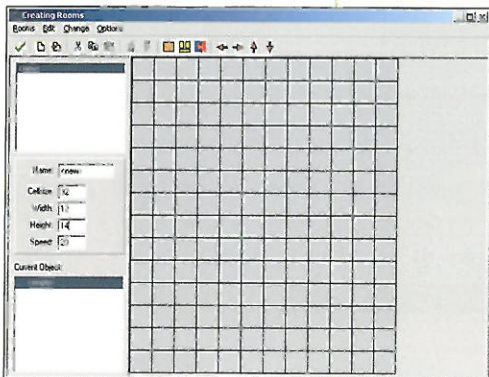 Creating Rooms
Rooms Edit Change Options
Name: <new>
Cellsize: 32
Width: 12
Height: 14
Speed: 20
Current Object: